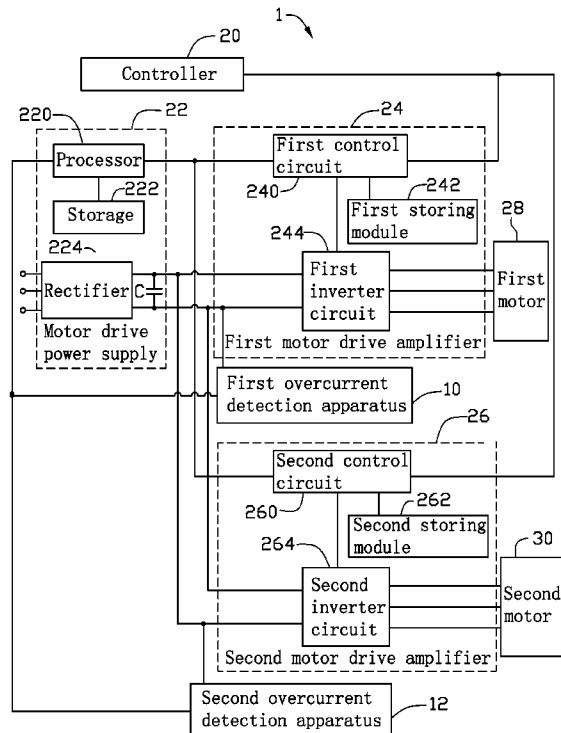 1
20
Controller
220
22
24
Processor
First control
circuit
222
240
242
Storage
First storing
module
244
28
224
Rectifier
C
First
inverter
circuit
First
motor
Motor drive
power supply
First motor drive amplifier
First overcurrent
detection apparatus
10
26
Second control
circuit
260
262
Second storing
module
264
30
Second
inverter
circuit
Second
motor
Second motor drive amplifier
Second overcurrent
detection apparatus
12